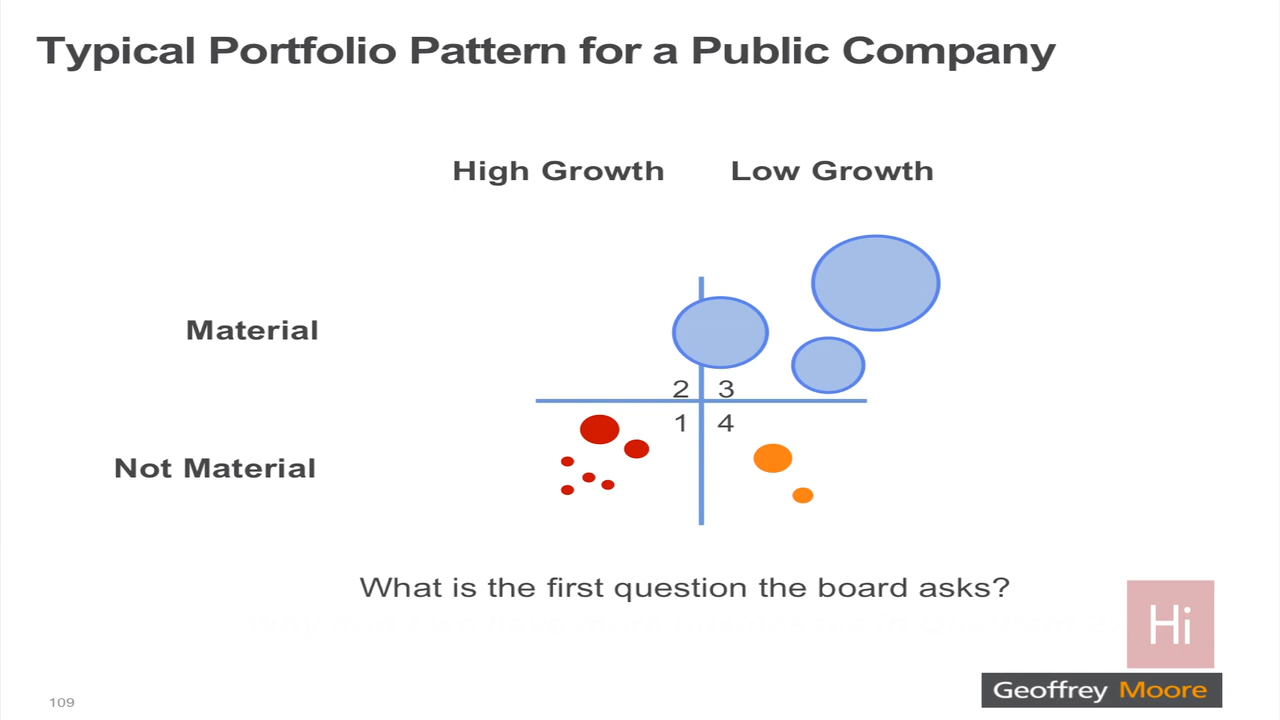 Typical Portfolio Pattern for a Public Company
High Growth Low Growth
Material
2 3
1 4
Not Material
What is the first question the board asks?
Hi
Geoffrey Moore
109